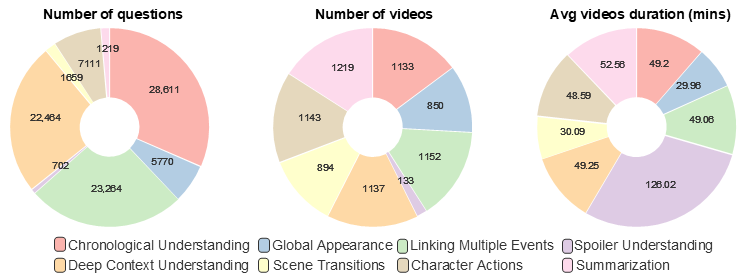 Number of questions
Number of videos
Avg videos duration (mins)
1219
7111
1659
28,611
22,464
702
5770
23,264
1219
1133
1143
850
894
1152
133
1137
52.56
49.2
48.59
29.96
30.09
49.06
49.25
126.02
Chronological Understanding
Global Appearance
Linking Multiple Events
Spoiler Understanding
Deep Context Understanding
Scene Transitions
Character Actions
Summarization